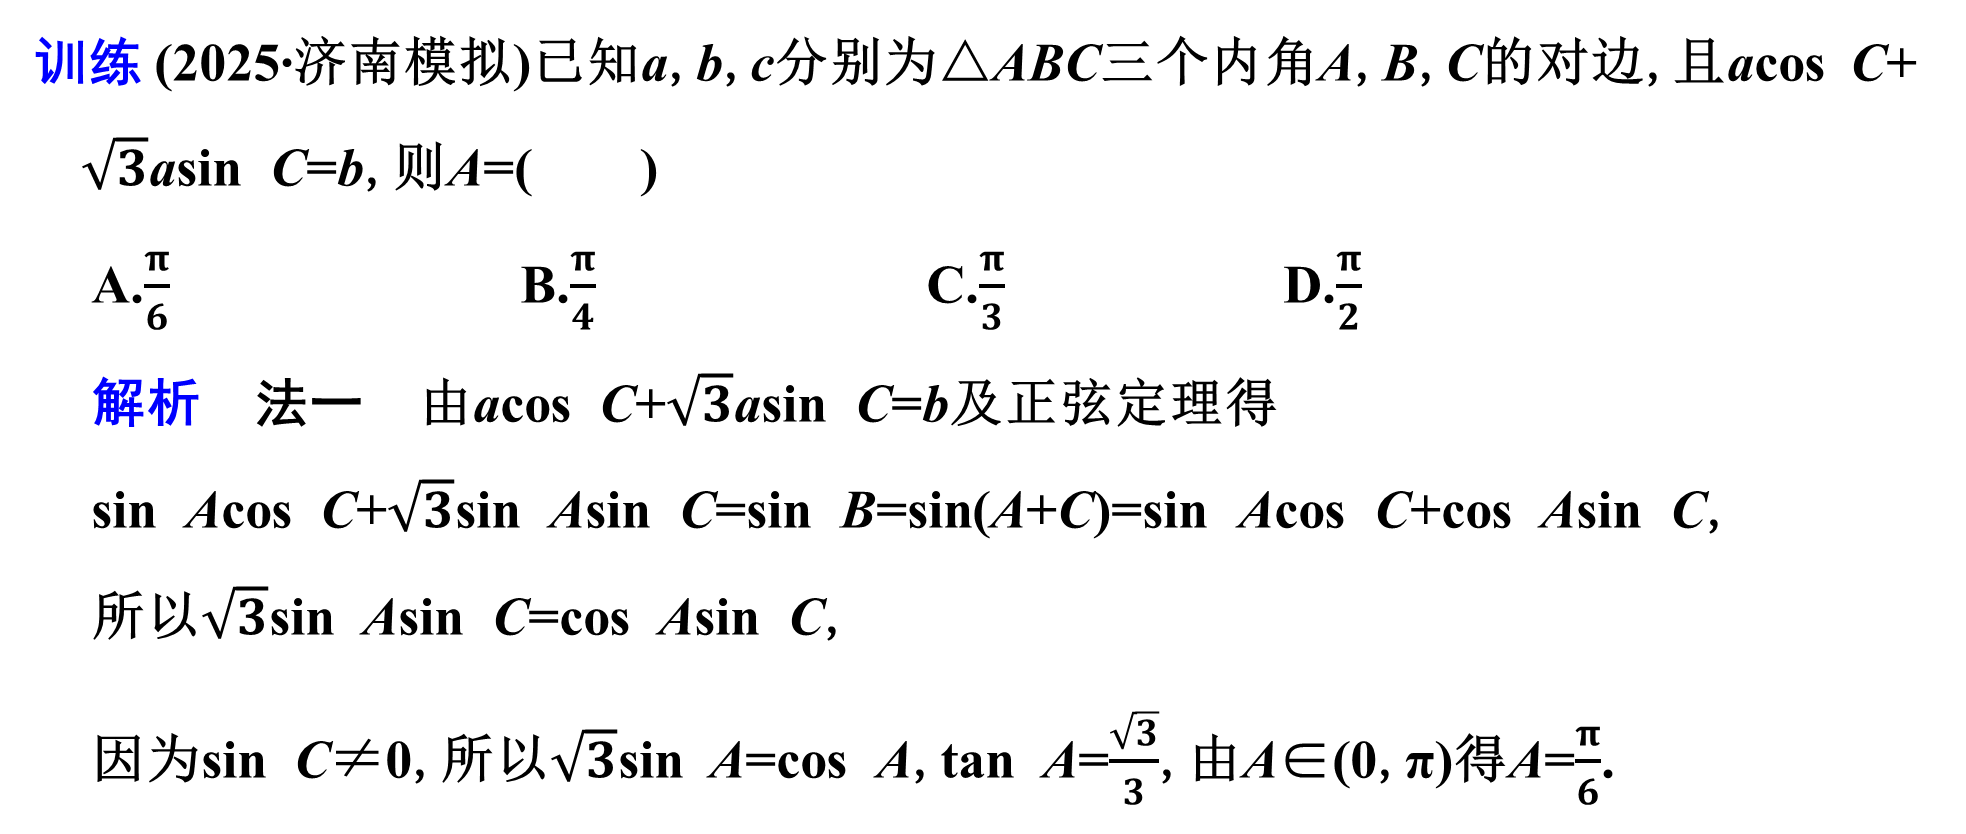 训练 (2025·济南模拟)已知a, b, c分别为△ABC三个内角A, B, C的对边, 且acos C+
√3asin C=b, 则A=(  )
A.π/6 B.π/4 C.π/3 D.π/2
解析 法一 由acos C+√3asin C=b及正弦定理得
sin Acos C+√3sin Asin C=sin B=sin(A+C)=sin Acos C+cos Asin C,
所以√3sin Asin C=cos Asin C,
因为sin C≠0, 所以√3sin A=cos A, tan A=√3/3, 由A∈(0, π)得A=π/6.